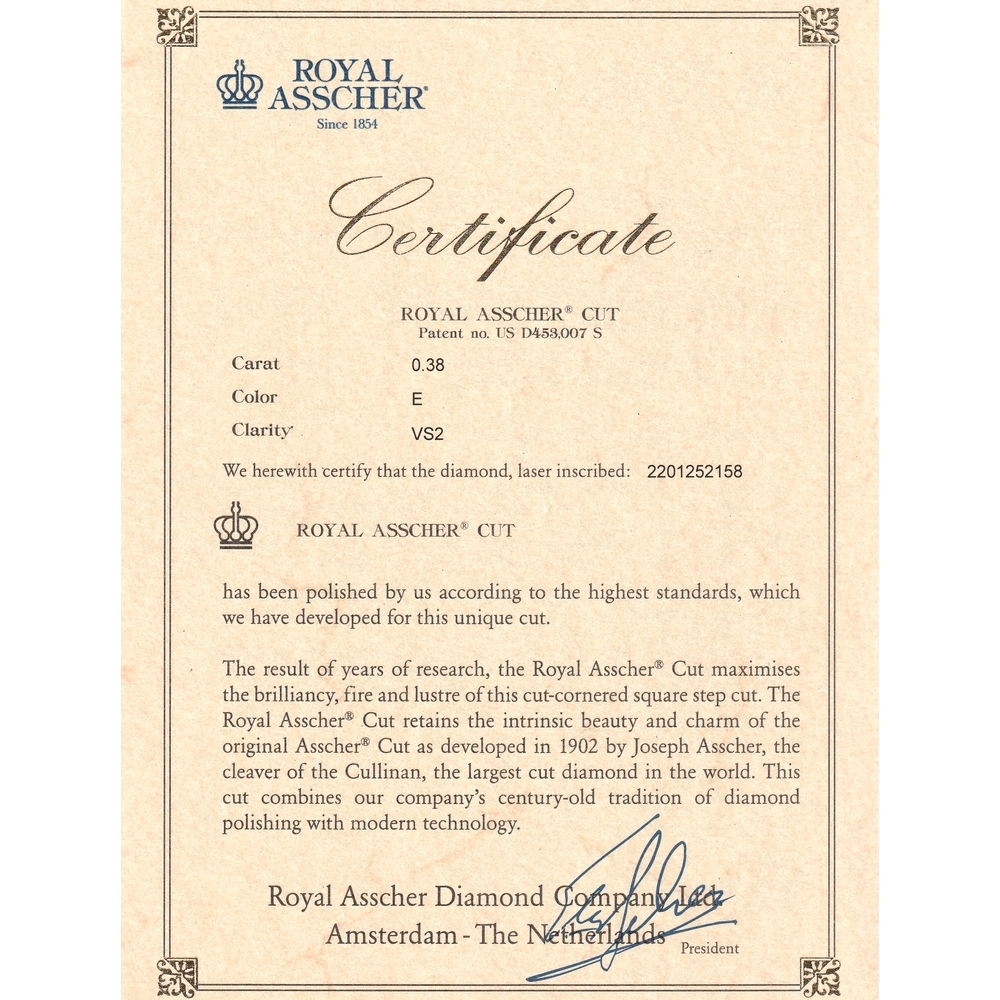 ROYAL
ASSCHER®
Since 1854
Certificate
ROYAL ASSCHER® CUT
Patent no. US D453,007 S
Carat 0.38
Color E
Clarity VS2
We herewith certify that the diamond, laser inscribed: 2201252158
ROYAL ASSCHER® CUT
has been polished by us according to the highest standards, which
we have developed for this unique cut.
The result of years of research, the Royal Asscher® Cut maximises
the brilliancy, fire and lustre of this cut-cornered square step cut. The
Royal Asscher® Cut retains the intrinsic beauty and charm of the
original Asscher® Cut as developed in 1902 by Joseph Asscher, the
cleaver of the Cullinan, the largest cut diamond in the world. This
cut combines our company's century-old tradition of diamond
polishing with modern technology.
Royal Asscher Diamond Company Ltd.
Amsterdam - The Netherlands
President